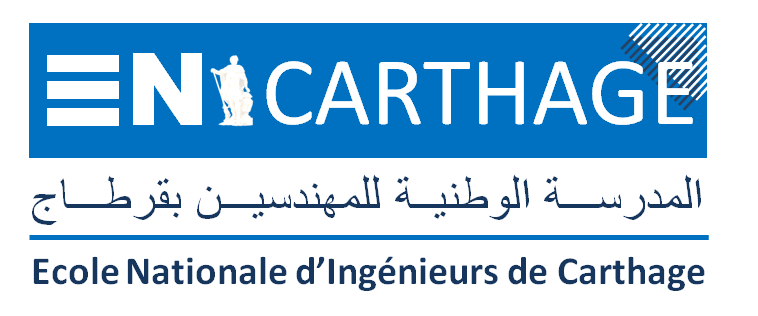 ENICARTHAGE
المدرسة الوطنية للمهندسين بقرطاج
Ecole Nationale d'Ingénieurs de Carthage